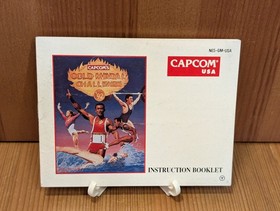 NES-GM-USA
CAPCOM'S
GOLD MEDAL
CHALLENGE
CAPCOM
USA
INSTRUCTION BOOKLET